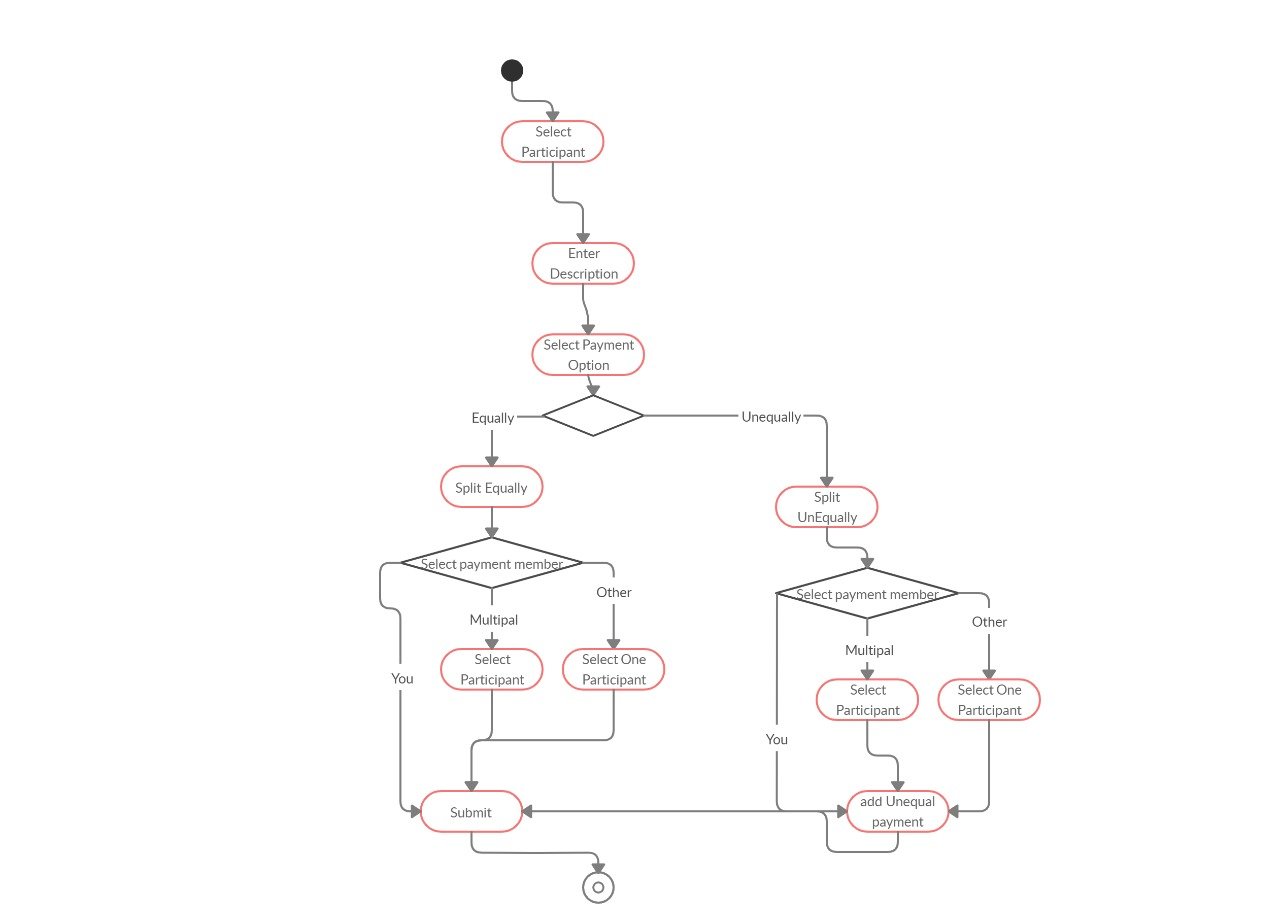 Select
Participant
Enter
Description
Select Payment
Option
Equally
Unequally
Split Equally
Split
UnEqually
Select payment member
Select payment member
Other
Other
Multipal
Multipal
Select
Participant
Select One
Participant
You
Select
Participant
Select One
Participant
You
Submit
add Unequal
payment